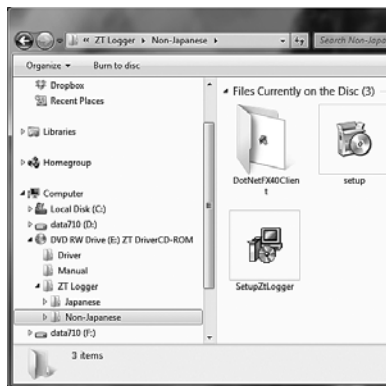 « ZT Logger ▸ Non-Japanese ▸
Search Non-Japa
Organize ▾ Burn to disc
Dropbox
Recent Places
Libraries
Homegroup
Computer
Local Disk (C:)
data710 (D:)
DVD RW Drive (E:) ZT DriverCD-ROM
Driver
Manual
ZT Logger
Japanese
Non-Japanese
data710 (F:)
Files Currently on the Disc (3)
DotNetFX40Clien
t
setup
SetupZtLogger
3 items